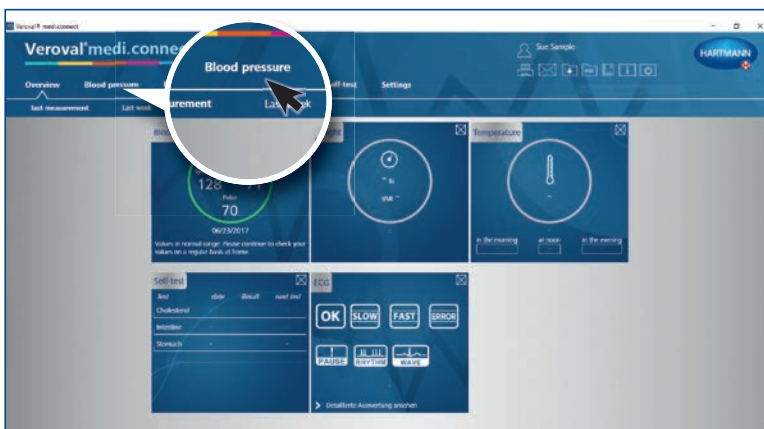 Veroval® medi.connect
Veroval®medi.conne
Sue Sample
HARTMANN
Blood pressure
Overview Blood pressure Self-test Settings
last measurement Last week
urement Las k
Temperature
128 71
Pulse
70
06/23/2017
Values in normal range: Please continue to check your
values on a regular basis at home.
in the morning at noon in the evening
Self-test
ECG
Test date Result next test
Cholesterol
Intestine
Stomach
OK SLOW FAST ERROR
PAUSE RHYTHM WAVE
Detaillierte Auswertung ansehen